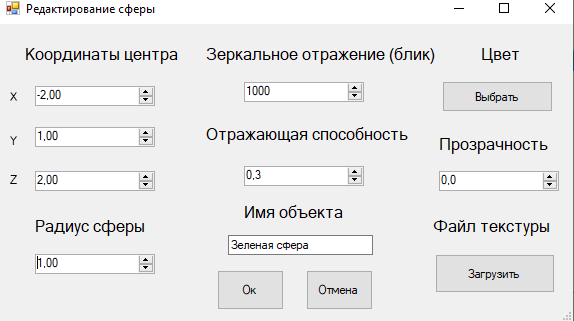 Редактирование сферы
Координаты центра
Зеркальное отражение (блик)
Цвет
X
-2,00
1000
Выбрать
Y
1,00
Отражающая способность
Прозрачность
Z
2,00
0,3
0,0
Радиус сферы
Имя объекта
Файл текстуры
1,00
Зеленая сфера
Загрузить
Ок
Отмена